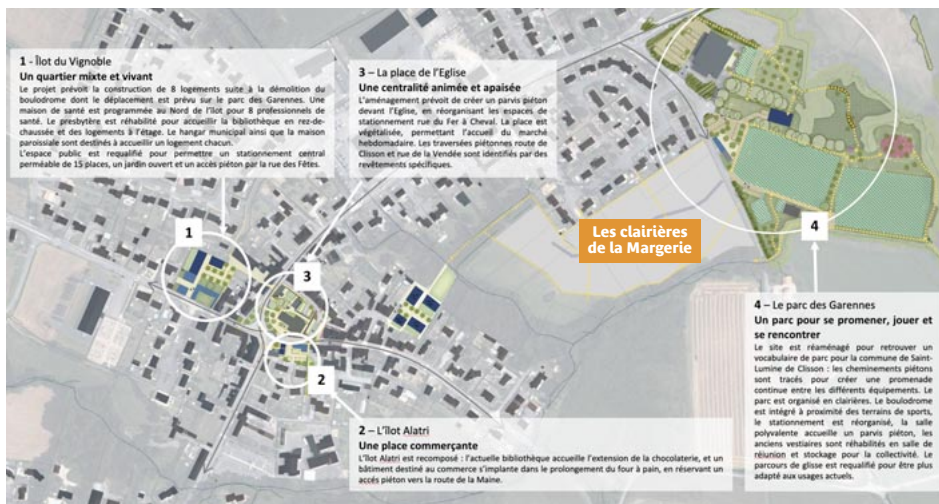 1 - Îlot du Vignoble
Un quartier mixte et vivant
Le projet prévoit la construction de 8 logements suite à la démolition du
boulodrome dont le déplacement est prévu sur le parc des Garennes. Une
maison de santé est programmée au Nord de l'îlot pour 8 professionnels de
santé. Le presbytère est réhabilité pour accueillir la bibliothèque en rez-de-
chaussée et des logements à l'étage. Le hangar municipal ainsi que la maison
paroissiale sont destinés à accueillir un logement chacun.
L'espace public est requalifié pour permettre un stationnement central
perméable de 15 places, un jardin ouvert et un accès piéton par la rue des Fêtes.
3 – La place de l'Eglise
Une centralité animée et apaisée
L'aménagement prévoit de créer un parvis piéton
devant l'Eglise, en réorganisant les espaces de
stationnement rue du Fer à Cheval. La place est
végétalisée, permettant l'accueil du marché
hebdomadaire. Les traversées piétonnes route de
Clisson et rue de la Vendée sont identifiés par des
revêtements spécifiques.
Les clairières
de la Margerie
1
3
2
4
4 – Le parc des Garennes
Un parc pour se promener, jouer et
se rencontrer
Le site est réaménagé pour retrouver un
vocabulaire de parc pour la commune de Saint-
Lumine de Clisson : les cheminements piétons
sont tracés pour créer une promenade
continue entre les différents équipements. Le
parc est organisé en clairières. Le boulodrome
est intégré à proximité des terrains de sports,
le stationnement est réorganisé, la salle
polyvalente accueille un parvis piéton, les
anciens vestiaires sont réhabilités en salle de
réiunion et stockage pour la collectivité. Le
parcours de glisse est requalifié pour être plus
adapté aux usages actuels.
2 – L'îlot Alatri
Une place commerçante
L'îlot Alatri est recomposé : l'actuelle bibliothèque accueille l'extension de la chocolaterie, et un
bâtiment destiné au commerce s'implante dans le prolongement du four à pain, en réservant un
accès piéton vers la route de la Maine.